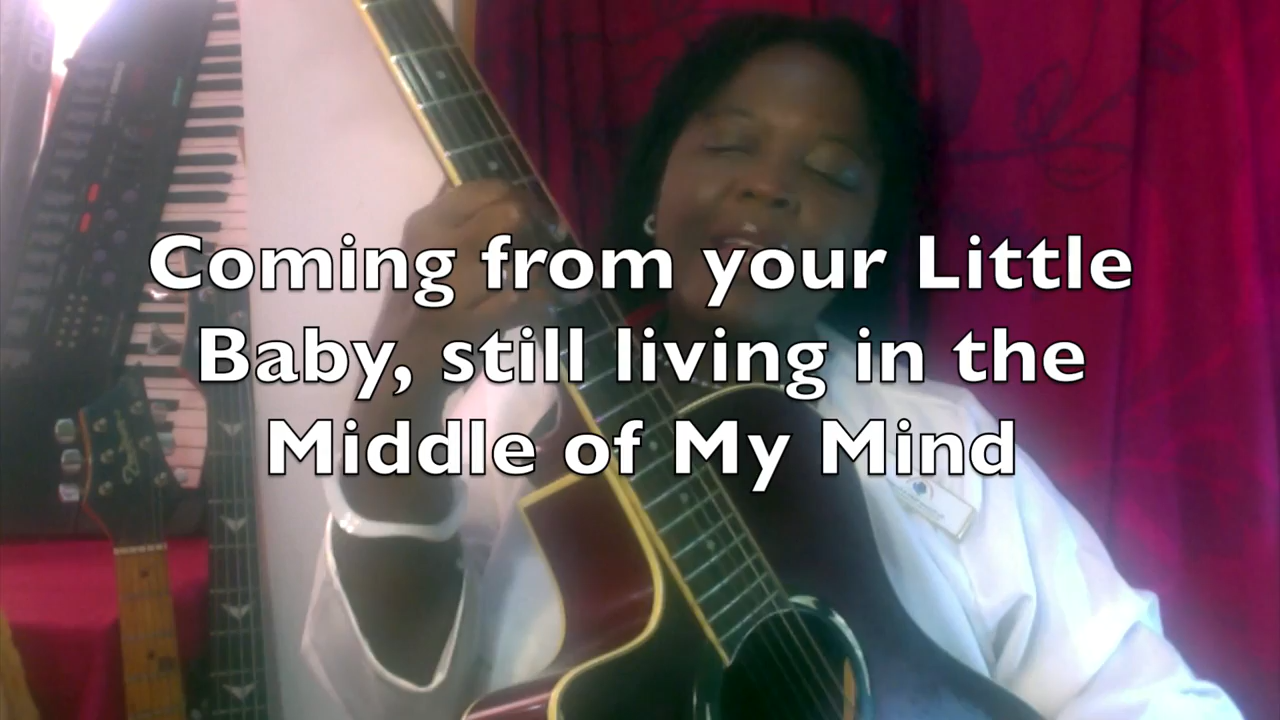 Coming from your Little
Baby, still living in the
Middle of My Mind